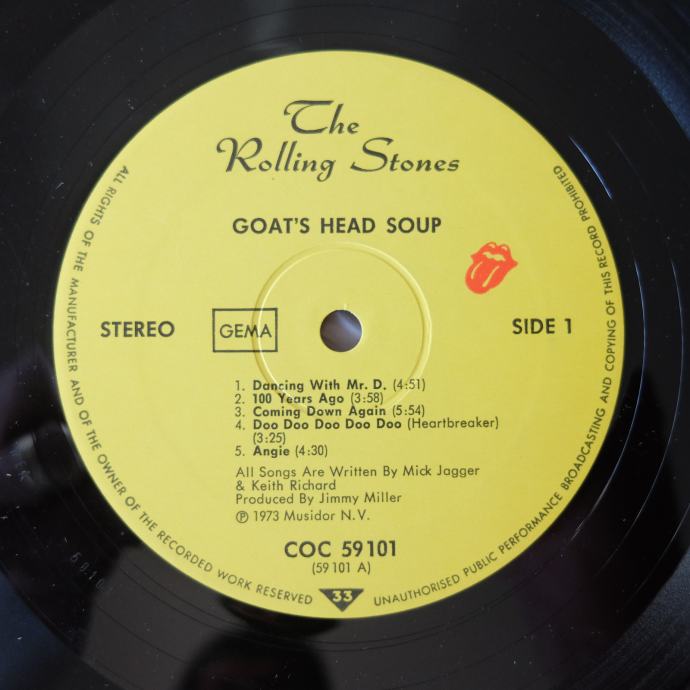 The
Rolling Stones
GOAT'S HEAD SOUP
STEREO
GEMA
SIDE 1
1. Dancing With Mr. D. (4:51)
2. 100 Years Ago (3:58)
3. Coming Down Again (5:54)
4. Doo Doo Doo Doo Doo (Heartbreaker)
(3:25)
5. Angie (4:30)
All Songs Are Written By Mick Jagger
& Keith Richard
Produced By Jimmy Miller
℗ 1973 Musidor N.V.
COC 59101
(59 101 A)
ALL RIGHTS OF THE MANUFACTURER AND OF THE OWNER OF THE RECORDED WORK RESERVED
33
UNAUTHORISED PUBLIC PERFORMANCE BROADCASTING AND COPYING OF THIS RECORD PROHIBITED